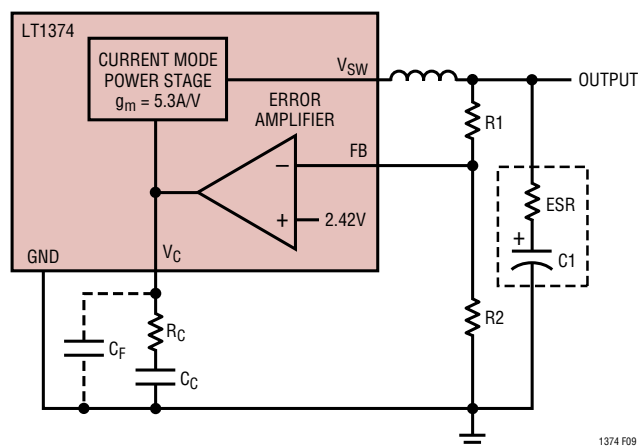 LT1374
CURRENT MODE
POWER STAGE
gm = 5.3A/V
VSW
OUTPUT
ERROR
AMPLIFIER
R1
FB
−
+
2.42V
ESR
+
C1
GND
VC
R2
RC
CF
CC
1374 F09